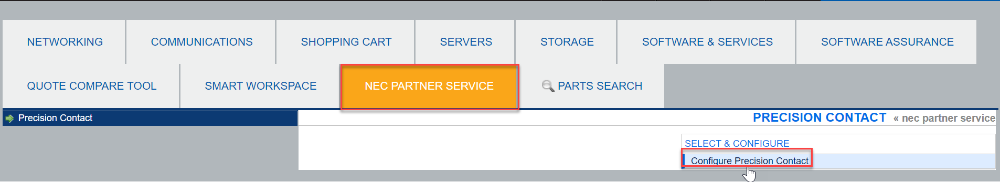 NETWORKING COMMUNICATIONS SHOPPING CART SERVERS STORAGE SOFTWARE & SERVICES SOFTWARE ASSURANCE
QUOTE COMPARE TOOL SMART WORKSPACE NEC PARTNER SERVICE PARTS SEARCH
Precision Contact
PRECISION CONTACT « nec partner service
SELECT & CONFIGURE
Configure Precision Contact